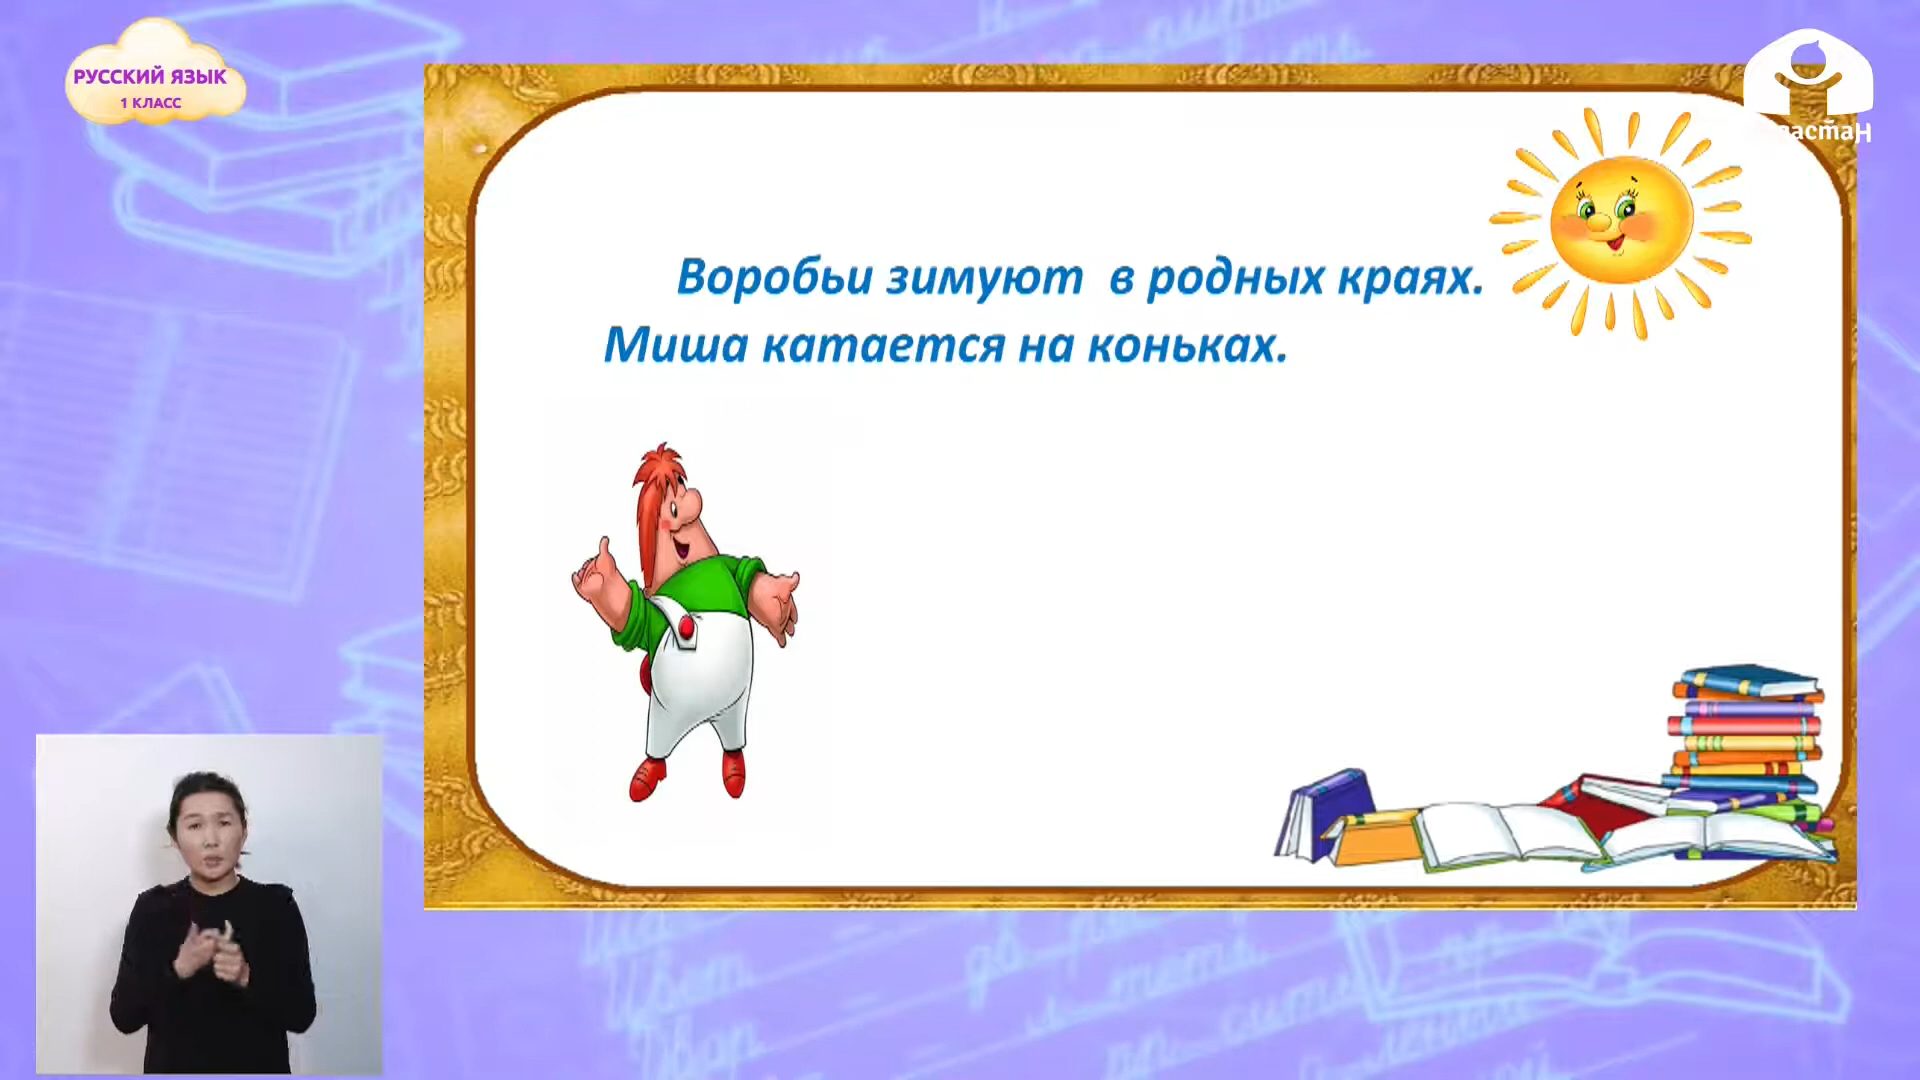 РУССКИЙ ЯЗЫК
1 КЛАСС
Воробьи зимуют в родных краях.
Миша катается на коньках.